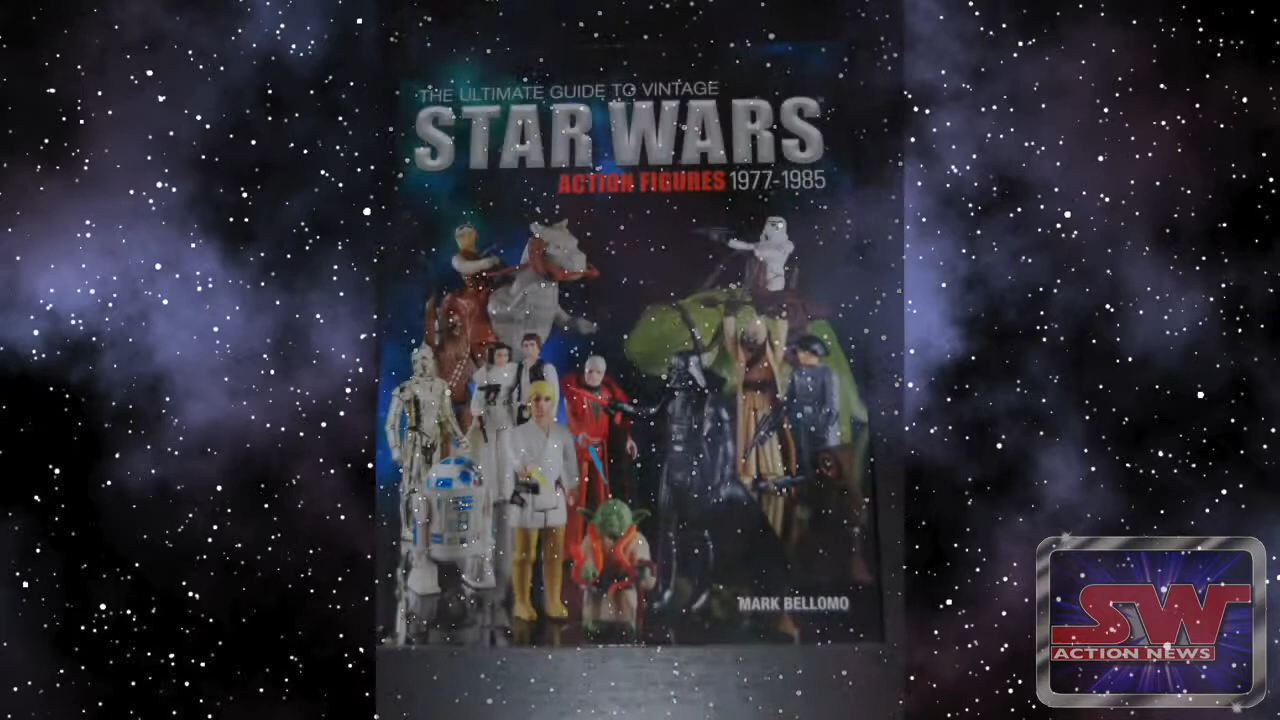 THE ULTIMATE GUIDE TO VINTAGE
STAR WARS
ACTION FIGURES 1977-1985
MARK BELLOMO
SW
ACTION NEWS